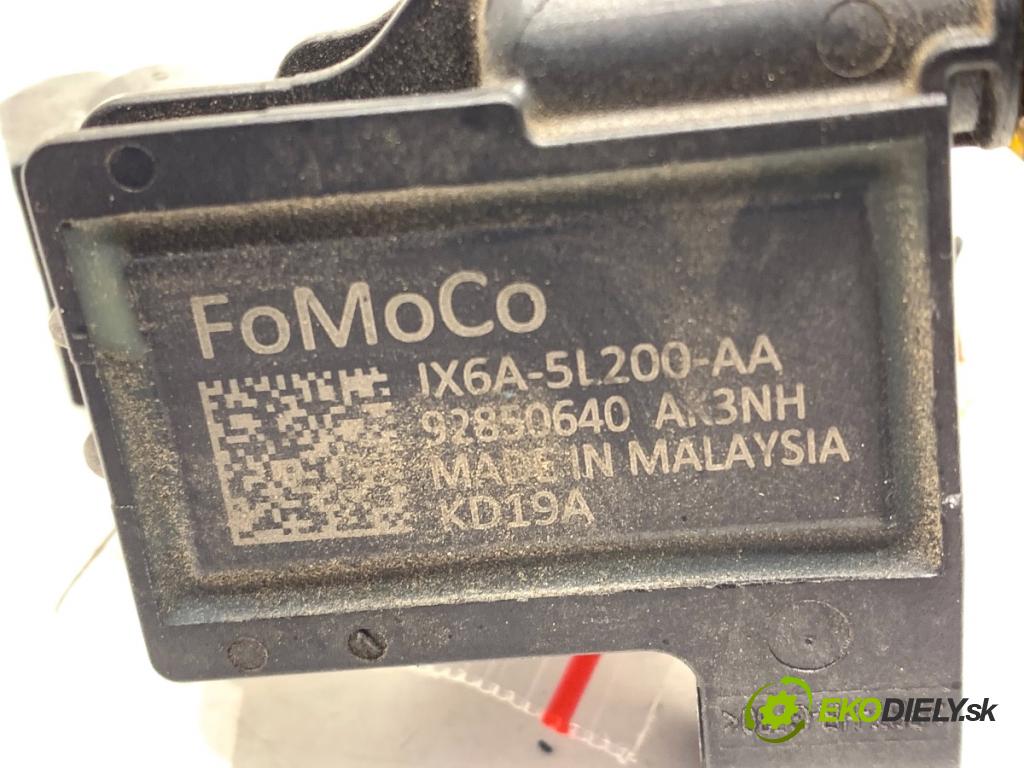 FoMoCo
JX6A-5L200-AA
92850640 AK3NH
MADE IN MALAYSIA
KD19A
EKODIELY.sk